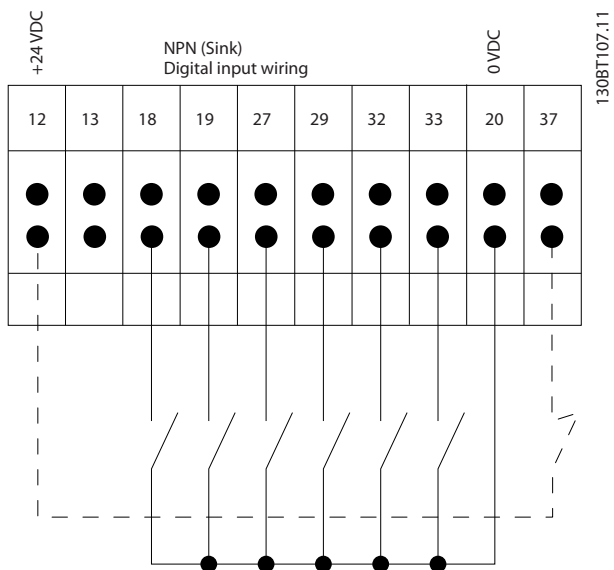 +24 VDC
NPN (Sink)
Digital input wiring
0 VDC
130BT107.11
12 13 18 19 27 29 32 33 20 37